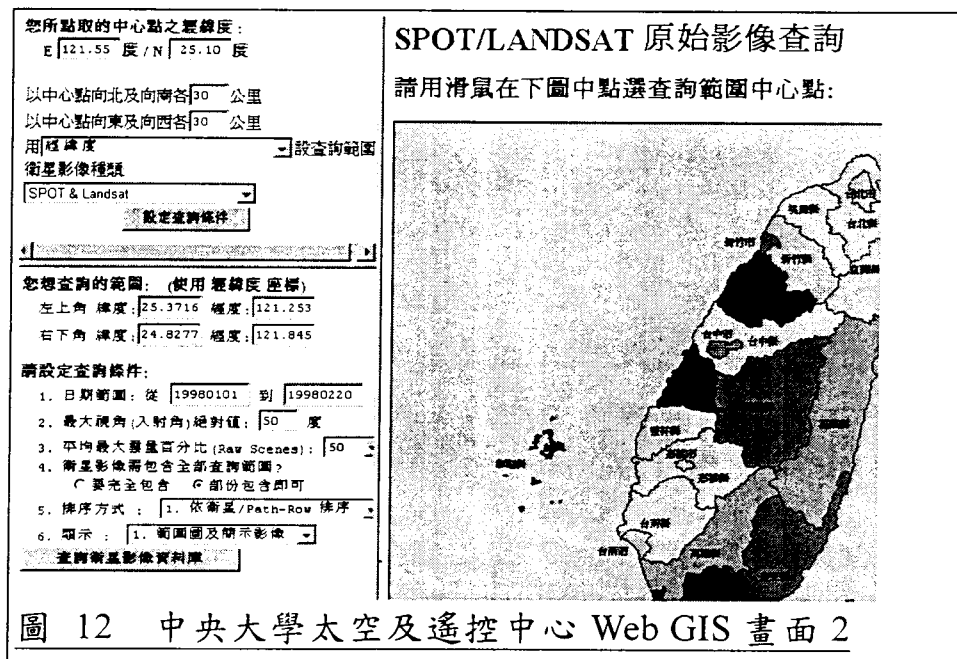 您所點取的中心點之經緯度:
E 121.55 度/N 25.10 度
以中心點向北及向南各 30 公里
以中心點向東及向西各 30 公里
用 經緯度 設查詢範圍
衛星影像種類
SPOT & Landsat
設定查詢條件
您想查詢的範圍: (使用 經緯度 座標)
左上角 緯度: 25.3716 經度: 121.253
右下角 緯度: 24.8277 經度: 121.845
請設定查詢條件:
1. 日期範圍: 從 19980101 到 19980220
2. 最大視角(入射角)絕對值: 50 度
3. 平均最大雲量百分比(Raw Scenes): 50
4. 衛星影像需包含全部查詢範圍?
要完全包含 部份包含即可
5. 排序方式 : 1. 依衛星/Path-Row 排序
6. 顯示 : 1. 範圍圖及簡示影像
查詢衛星影像資料庫
SPOT/LANDSAT 原始影像查詢
請用滑鼠在下圖中點選查詢範圍中心點:
台北市
桃園縣
台北縣
新竹市
新竹縣
宜蘭縣
台中市
台中縣
雲林縣
嘉義市
嘉義縣
台南縣
台南市
圖 12 中央大學太空及遙控中心 Web GIS 畫面 2